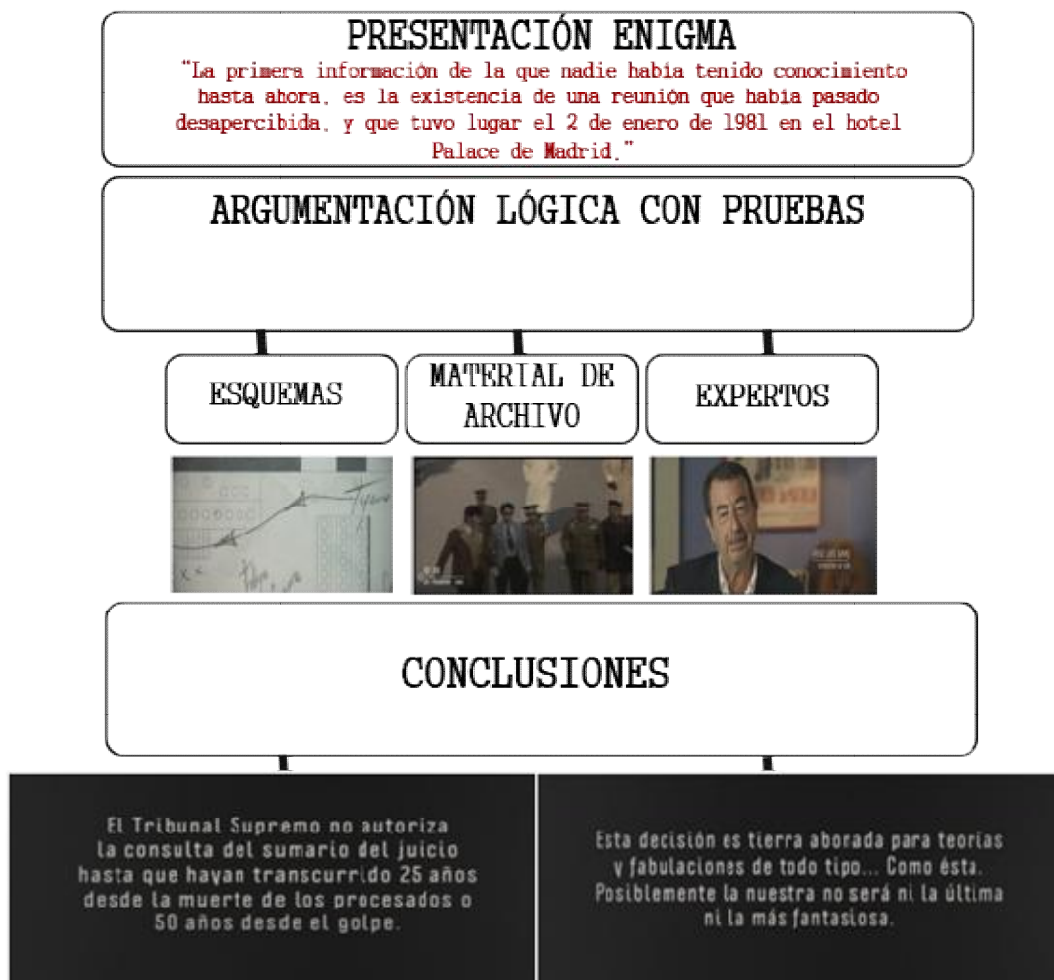 PRESENTACIÓN ENIGMA
"La primera información de la que nadie había tenido conocimiento
hasta ahora, es la existencia de una reunión que había pasado
desapercibida, y que tuvo lugar el 2 de enero de 1981 en el hotel
Palace de Madrid."
ARGUMENTACIÓN LÓGICA CON PRUEBAS
ESQUEMAS
MATERIAL DE
ARCHIVO
EXPERTOS
CONCLUSIONES
El Tribunal Supremo no autoriza
la consulta del sumario del juicio
hasta que hayan transcurrido 25 años
desde la muerte de los procesados o
50 años desde el golpe.
Esta decisión es tierra aborada para teorías
y fabulaciones de todo tipo... Como ésta.
Posiblemente la nuestra no será ni la última
ni la más fantasiosa.